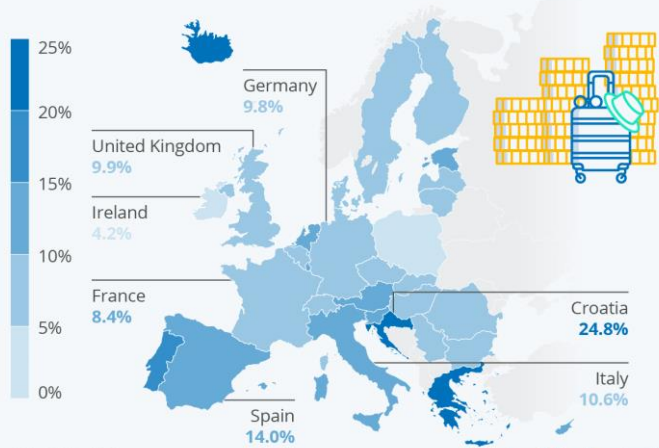 25%
20%
15%
10%
5%
0%
Germany
9.8%
United Kingdom
9.9%
Ireland
4.2%
France
8.4%
Spain
14.0%
Croatia
24.8%
Italy
10.6%